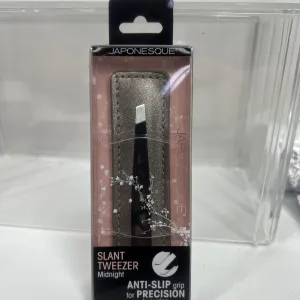 JAPONESQUE
SLANT
TWEEZER
Midnight
ANTI-SLIP grip
for PRECISION